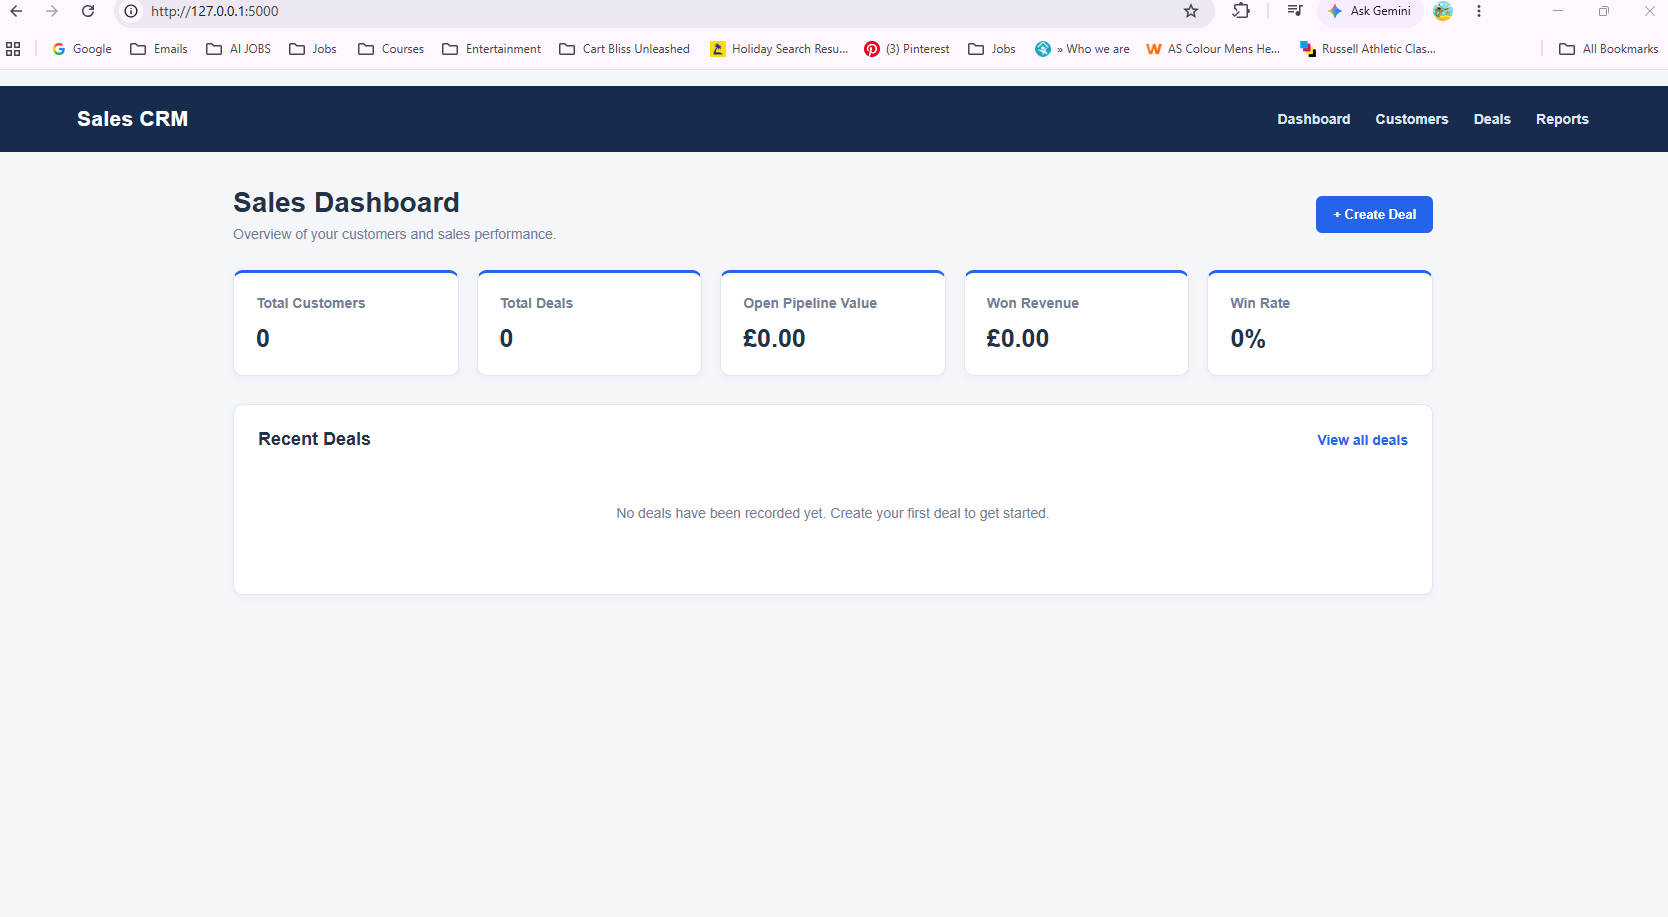 http://127.0.0.1:5000
Ask Gemini
Google
Emails
AI JOBS
Jobs
Courses
Entertainment
Cart Bliss Unleashed
Holiday Search Resu...
(3) Pinterest
Jobs
» Who we are
AS Colour Mens He...
Russell Athletic Clas...
All Bookmarks
Sales CRM
Dashboard
Customers
Deals
Reports
Sales Dashboard
Overview of your customers and sales performance.
+ Create Deal
Total Customers
0
Total Deals
0
Open Pipeline Value
£0.00
Won Revenue
£0.00
Win Rate
0%
Recent Deals
View all deals
No deals have been recorded yet. Create your first deal to get started.